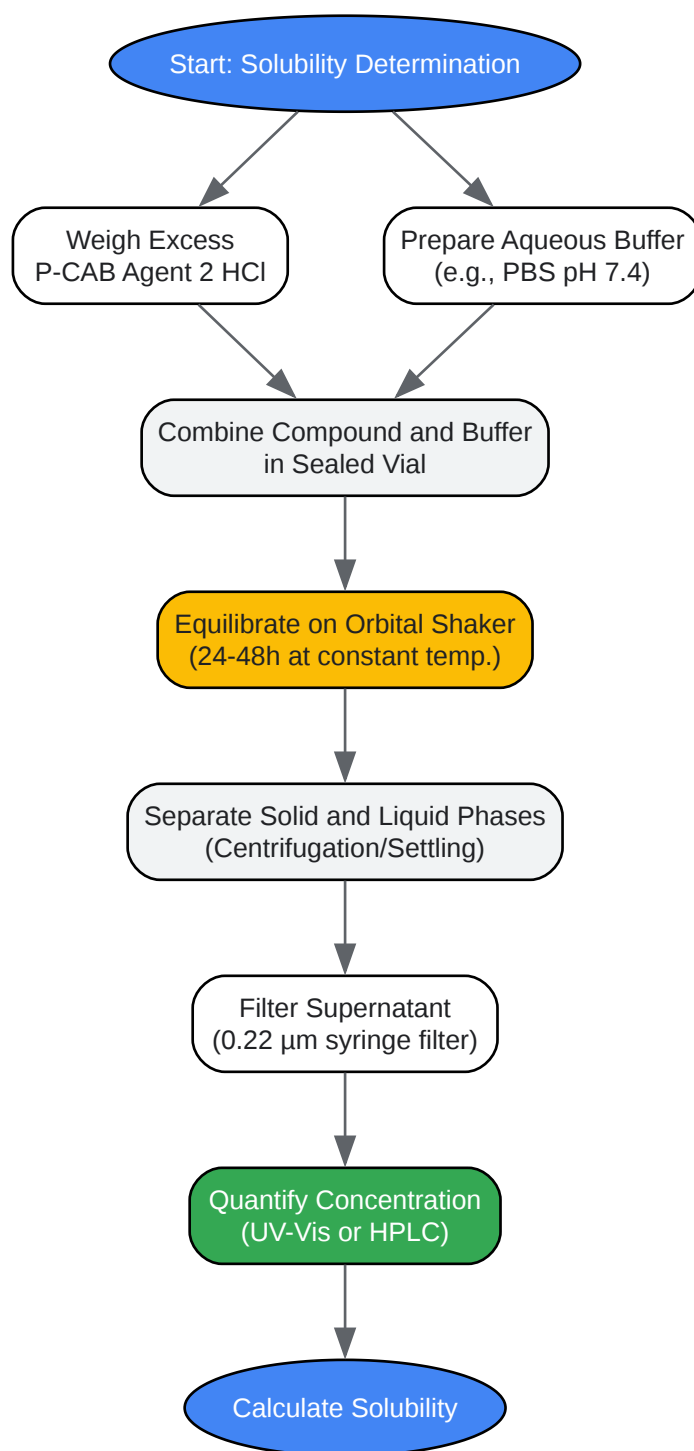 Start: Solubility Determination
Weigh Excess
P-CAB Agent 2 HCl
Prepare Aqueous Buffer
(e.g., PBS pH 7.4)
Combine Compound and Buffer
in Sealed Vial
Equilibrate on Orbital Shaker
(24-48h at constant temp.)
Separate Solid and Liquid Phases
(Centrifugation/Settling)
Filter Supernatant
(0.22 µm syringe filter)
Quantify Concentration
(UV-Vis or HPLC)
Calculate Solubility